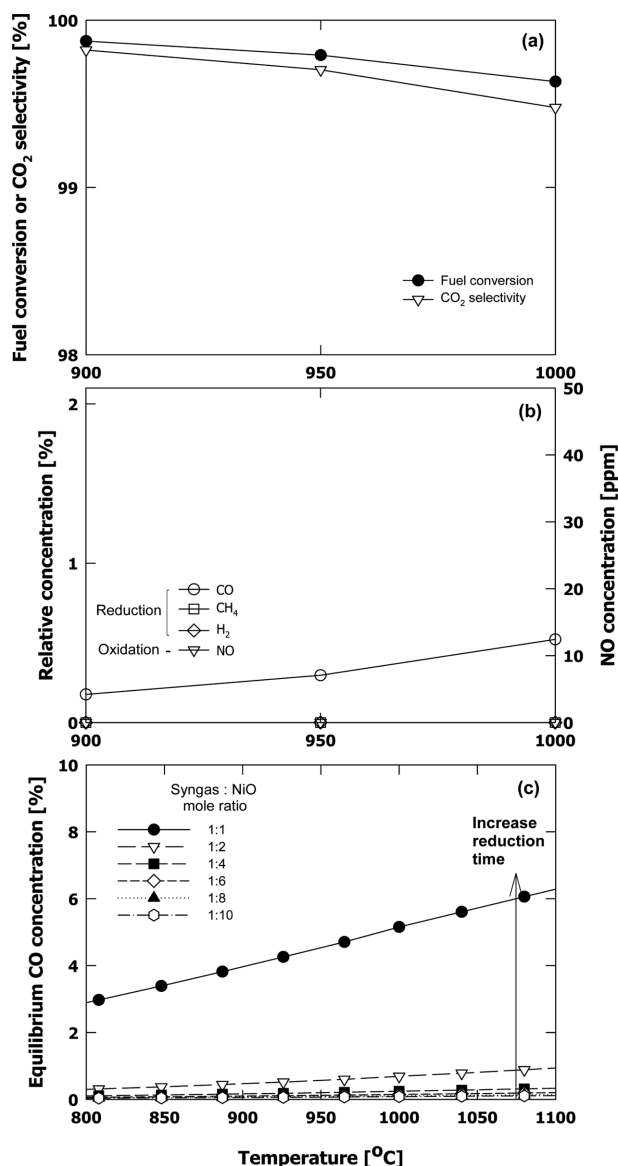 100
99
98
Fuel conversion or CO₂ selectivity [%]
(a)
Fuel conversion
CO₂ selectivity
900
950
1000
2
1
0
Relative concentration [%]
(b)
50
40
30
20
10
0
NO concentration [ppm]
Reduction
CO
CH₄
H₂
Oxidation
NO
900
950
1000
10
8
6
4
2
0
Equilibrium CO concentration [%]
Syngas : NiO
mole ratio
1:1
1:2
1:4
1:6
1:8
1:10
(c)
Increase
reduction
time
800
850
900
950
1000
1050
1100
Temperature [⁰C]